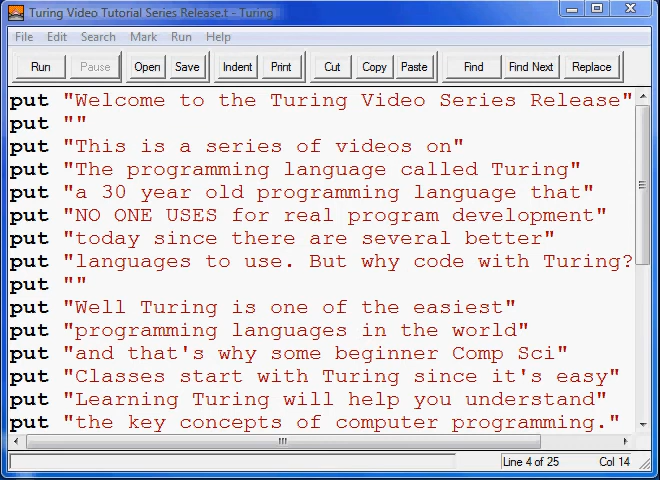 Turing Video Tutorial Series Release.t - Turing
File Edit Search Mark Run Help
Run Pause Open Save Indent Print Cut Copy Paste Find Find Next Replace
put "Welcome to the Turing Video Series Release"
put ""
put "This is a series of videos on"
put "The programming language called Turing"
put "a 30 year old programming language that"
put "NO ONE USES for real program development"
put "today since there are several better"
put "languages to use. But why code with Turing?
put ""
put "Well Turing is one of the easiest"
put "programming languages in the world"
put "and that's why some beginner Comp Sci"
put "Classes start with Turing since it's easy"
put "Learning Turing will help you understand"
put "the key concepts of computer programming."
Line 4 of 25 Col 14